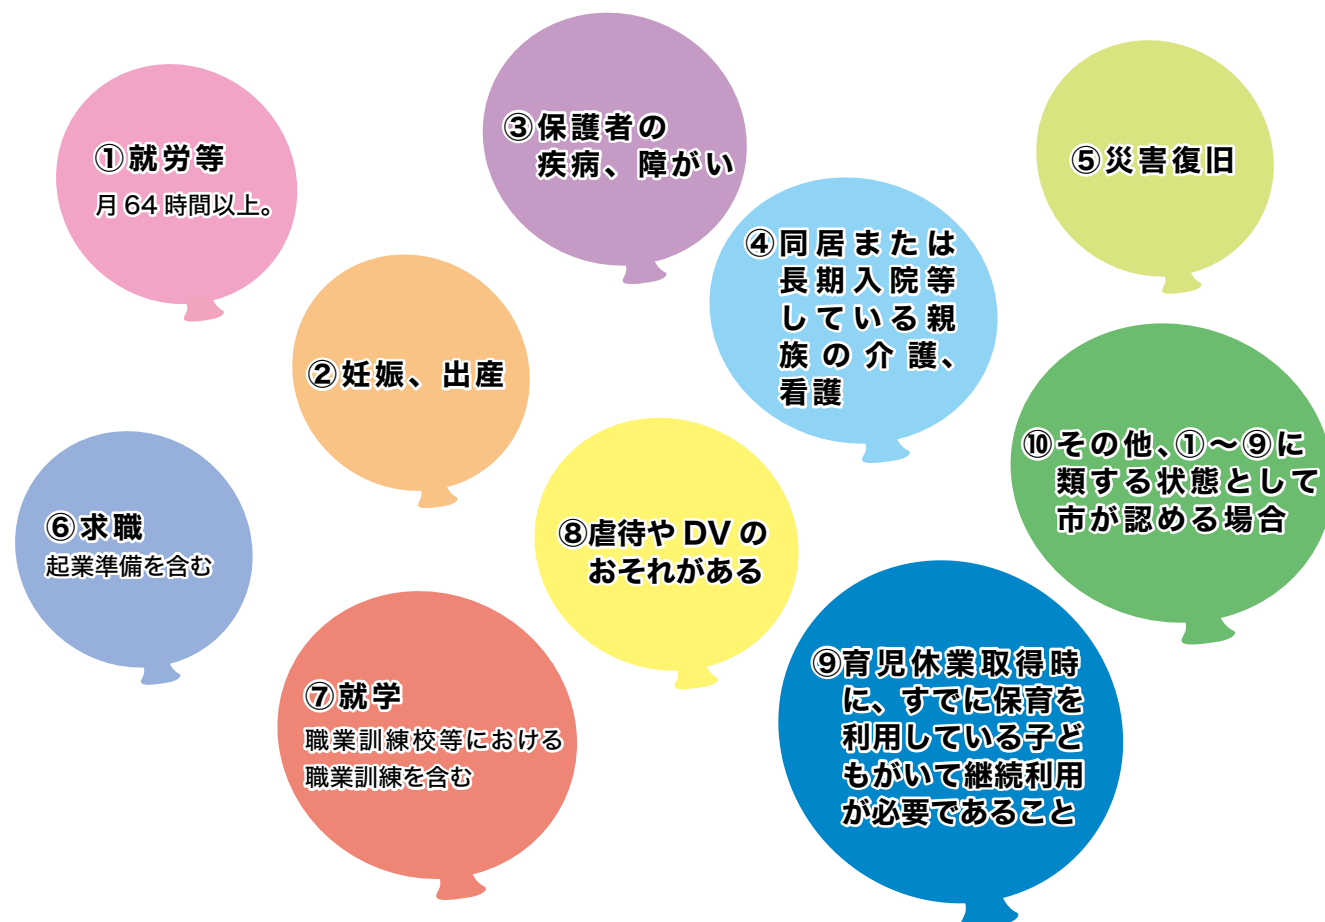 ①就労等
月64時間以上。
②妊娠、出産
③保護者の
疾病、障がい
④同居または
長期入院等
している親
族の介護、
看護
⑤災害復旧
⑥求職
起業準備を含む
⑦就学
職業訓練校等における
職業訓練を含む
⑧虐待やDVの
おそれがある
⑨育児休業取得時
に、すでに保育を
利用している子ど
もがいて継続利用
が必要であること
⑩その他、①～⑨に
類する状態として
市が認める場合